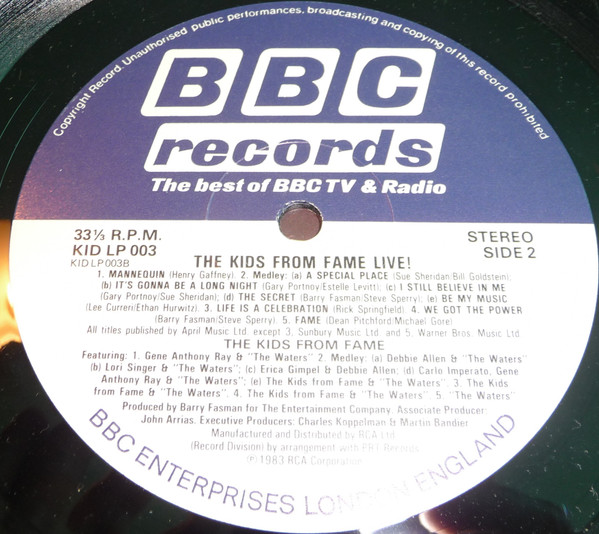 Copyright Record. Unauthorised public performances, broadcasting and copying of this record prohibited
BBC
records
The best of BBC TV & Radio
33⅓ R.P.M.
KID LP 003
KID LP 003B
STEREO
SIDE 2
THE KIDS FROM FAME LIVE!
1. MANNEQUIN (Henry Gaffney). 2. Medley: (a) A SPECIAL PLACE (Sue Sheridan/Bill Goldstein);
(b) IT'S GONNA BE A LONG NIGHT (Gary Portnoy/Estelle Levitt); (c) I STILL BELIEVE IN ME
(Gary Portnoy/Sue Sheridan); (d) THE SECRET (Barry Fasman/Steve Sperry); (e) BE MY MUSIC
(Lee Curreri/Ethan Hurwitz). 3. LIFE IS A CELEBRATION (Rick Springfield). 4. WE GOT THE POWER
(Barry Fasman/Steve Sperry). 5. FAME (Dean Pitchford/Michael Gore)
All titles published by April Music Ltd. except 3, Sunbury Music Ltd. and 5. Warner Bros. Music Ltd.
THE KIDS FROM FAME
Featuring: 1. Gene Anthony Ray & "The Waters" 2. Medley: (a) Debbie Allen & "The Waters"
(b) Lori Singer & "The Waters"; (c) Erica Gimpel & Debbie Allen; (d) Carlo Imperato, Gene
Anthony Ray & "The Waters"; (e) The Kids from Fame & "The Waters". 3. The Kids
from Fame & "The Waters". 4. The Kids from Fame & "The Waters". 5. "The Waters"
Produced by Barry Fasman for The Entertainment Company. Associate Producer:
John Arrias. Executive Producers: Charles Koppelman & Martin Bandier
Manufactured and Distributed by RCA Ltd.
(Record Division) by arrangement with PRT Records.
℗ 1983 RCA Corporation
BBC ENTERPRISES LONDON ENGLAND